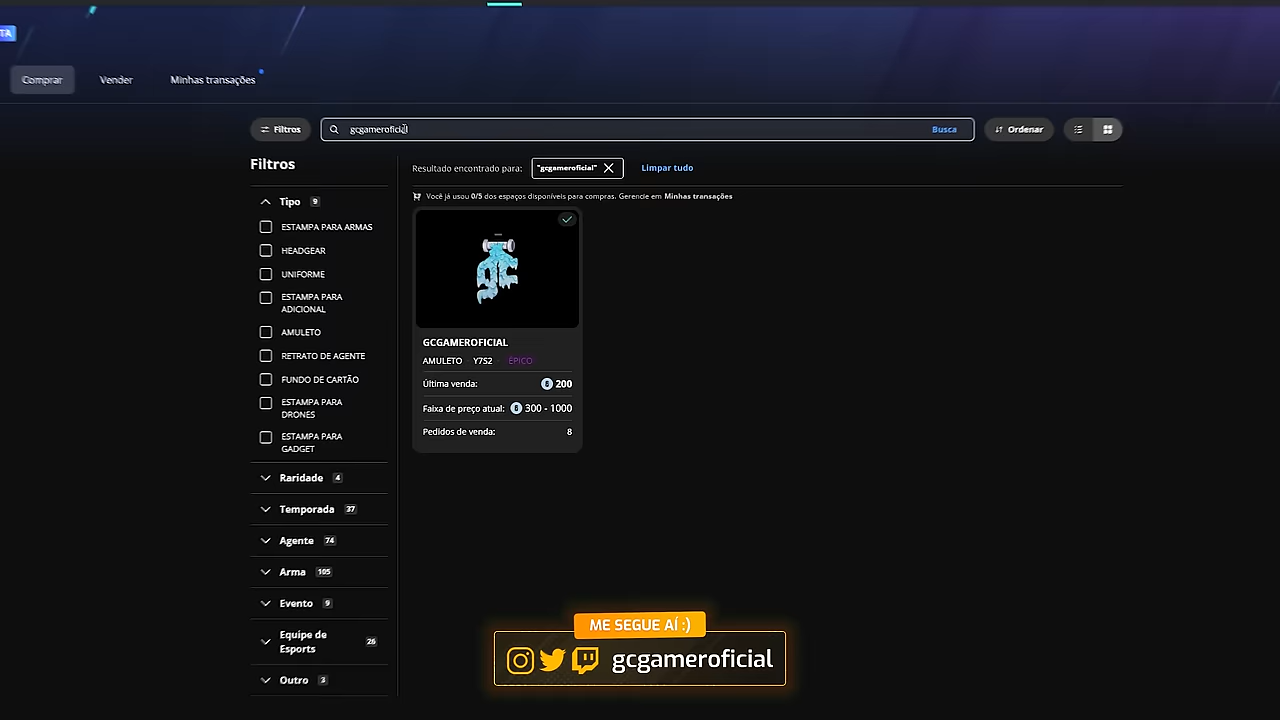 TA
Comprar
Vender
Minhas transações
Filtros
gcgameroficial
Busca
Ordenar
Filtros
Resultado encontrado para:
"gcgameroficial"
Limpar tudo
Você já usou 0/5 dos espaços disponíveis para compras. Gerencie em Minhas transações
Tipo 9
ESTAMPA PARA ARMAS
HEADGEAR
UNIFORME
ESTAMPA PARA
ADICIONAL
AMULETO
RETRATO DE AGENTE
FUNDO DE CARTÃO
ESTAMPA PARA
DRONES
ESTAMPA PARA
GADGET
Raridade 4
Temporada 37
Agente 74
Arma 105
Evento 9
Equipe de
Esports 26
Outro 3
gc
GCGAMEROFICIAL
AMULETO · Y7S2 · ÉPICO
Última venda: 200
Faixa de preço atual: 300 - 1000
Pedidos de venda: 8
ME SEGUE AÍ :)
gcgameroficial